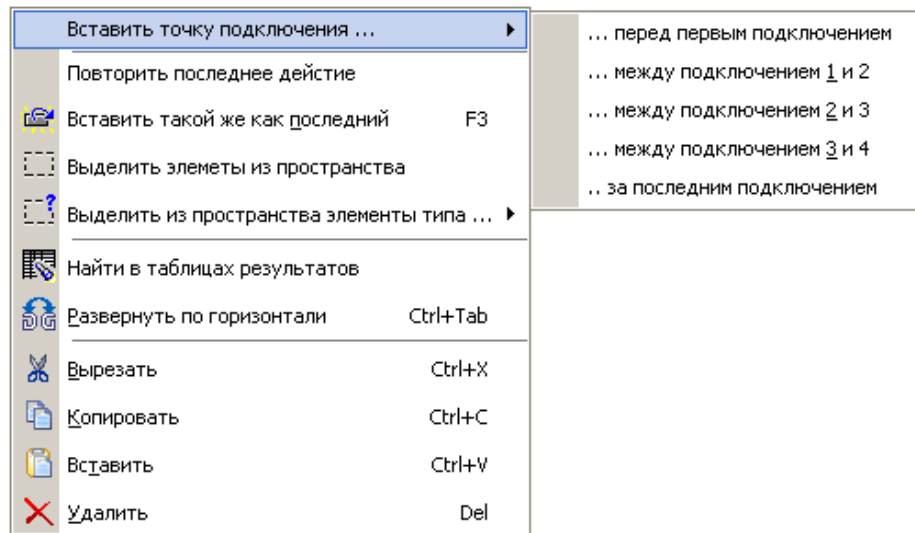 Вставить точку подключения ...
Повторить последнее дейстие
Вставить такой же как последний F3
Выделить элеметы из пространства
Выделить из пространства элементы типа ...
Найти в таблицах результатов
Развернуть по горизонтали Ctrl+Tab
Вырезать Ctrl+X
Копировать Ctrl+C
Вставить Ctrl+V
Удалить Del
... перед первым подключением
... между подключением 1 и 2
... между подключением 2 и 3
... между подключением 3 и 4
.. за последним подключением